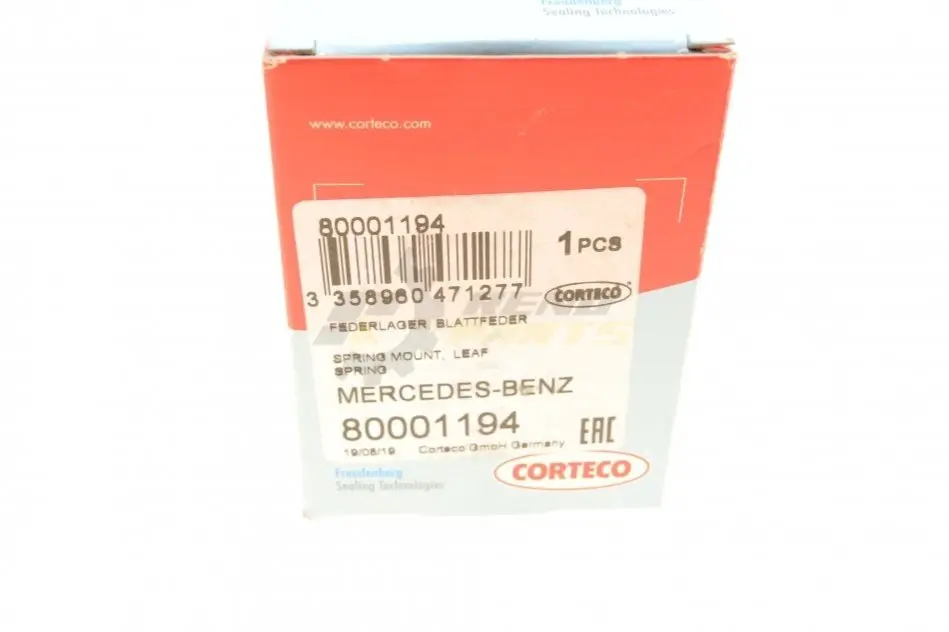 Freudenberg
Sealing Technologies
www.corteco.com
80001194
1 PCS
3 358960 471277
CORTECO
FEDERLAGER, BLATTFEDER
SPRING MOUNT, LEAF
SPRING
MERCEDES-BENZ
80001194
EAC
19/08/19 Corteco GmbH Germany
CORTECO
Freudenberg
Sealing Technologies